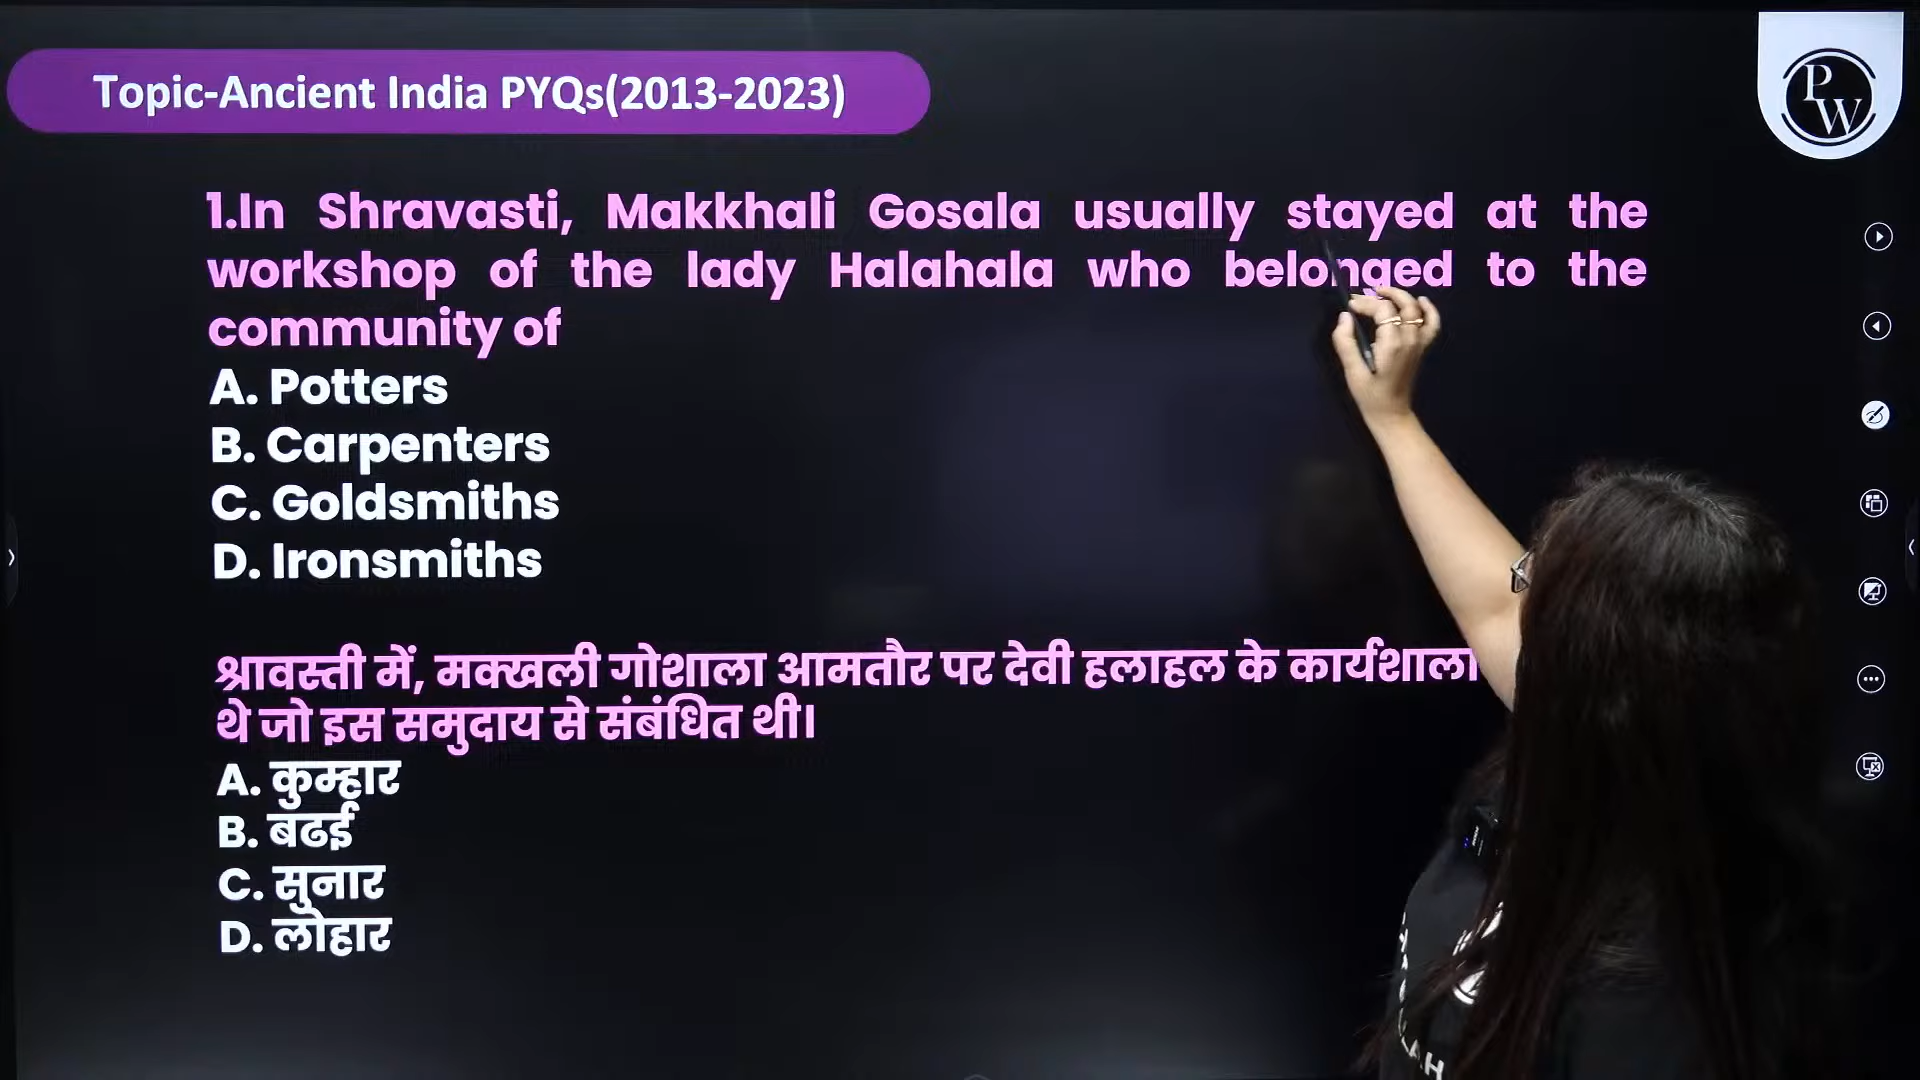 Topic-Ancient India PYQs(2013-2023)
P
W
1.In Shravasti, Makkhali Gosala usually stayed at the
workshop of the lady Halahala who belonged to the
community of
A. Potters
B. Carpenters
C. Goldsmiths
D. Ironsmiths
श्रावस्ती में, मक्खली गोशाला आमतौर पर देवी हलाहल के कार्यशाला
थे जो इस समुदाय से संबंधित थी।
A. कुम्हार
B. बढई
C. सुनार
D. लोहार